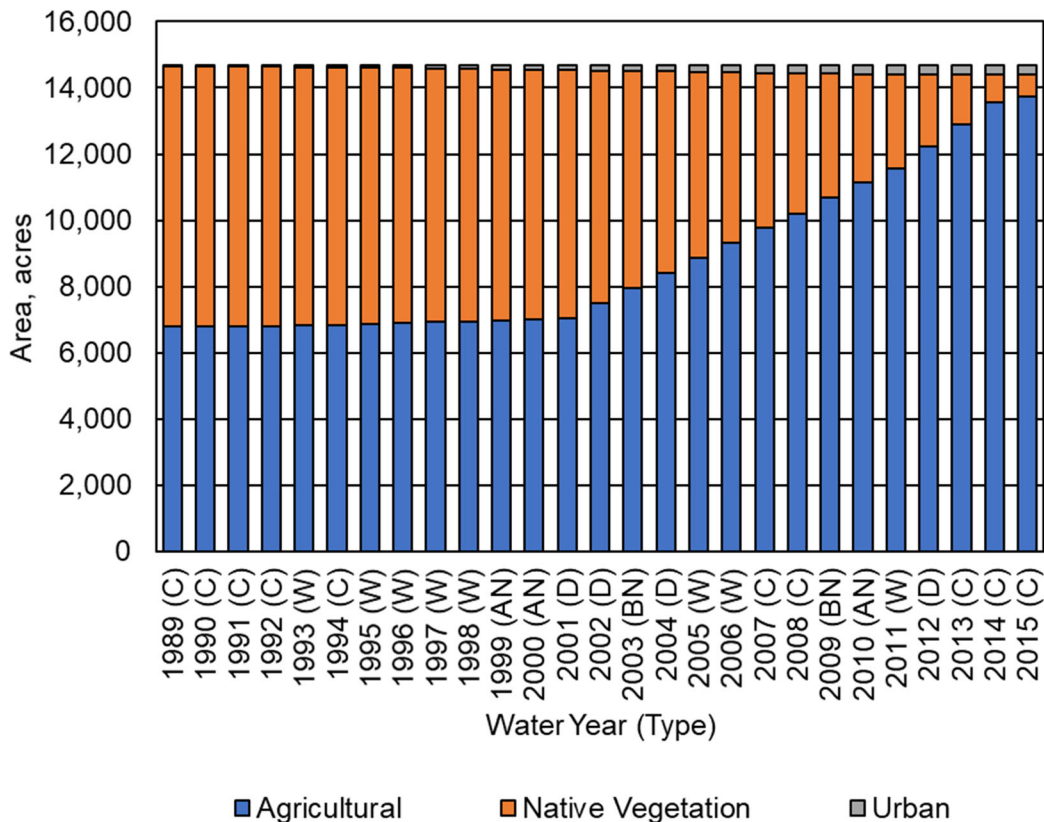 16,000
14,000
12,000
10,000
8,000
6,000
4,000
2,000
0
Area, acres
1989 (C)
1990 (C)
1991 (C)
1992 (C)
1993 (W)
1994 (C)
1995 (W)
1996 (W)
1997 (W)
1998 (W)
1999 (AN)
2000 (AN)
2001 (D)
2002 (D)
2003 (BN)
2004 (D)
2005 (W)
2006 (W)
2007 (C)
2008 (C)
2009 (BN)
2010 (AN)
2011 (W)
2012 (D)
2013 (C)
2014 (C)
2015 (C)
Water Year (Type)
Agricultural Native Vegetation Urban